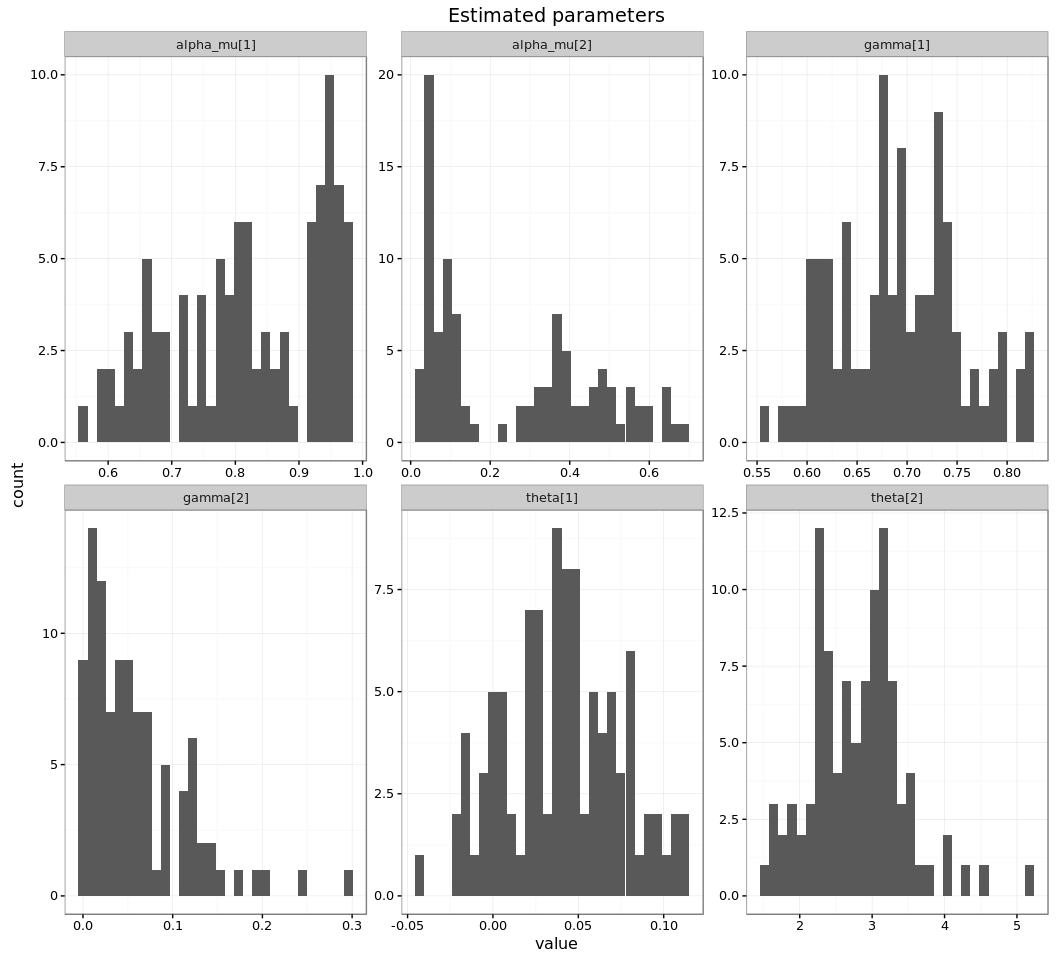 Estimated parameters
alpha_mu[1]
alpha_mu[2]
gamma[1]
10.0
7.5
5.0
2.5
0.0
20
15
10
5
0
10.0
7.5
5.0
2.5
0.0
0.6 0.7 0.8 0.9 1.0
0.0 0.2 0.4 0.6
0.55 0.60 0.65 0.70 0.75 0.80
count
gamma[2]
theta[1]
theta[2]
10
5
0
7.5
5.0
2.5
0.0
12.5
10.0
7.5
5.0
2.5
0.0
0.0 0.1 0.2 0.3
-0.05 0.00 0.05 0.10
2 3 4 5
value